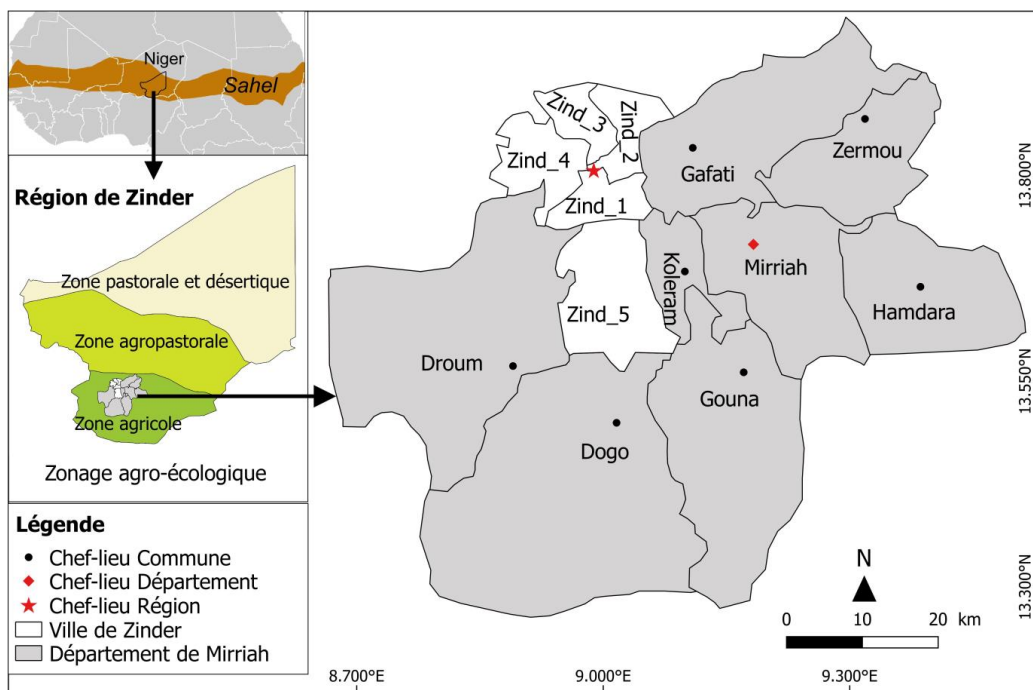 Niger
Sahel
Région de Zinder
Zone pastorale et désertique
Zone agropastorale
Zone agricole
Zonage agro-écologique
Légende
Chef-lieu Commune
Chef-lieu Département
Chef-lieu Région
Ville de Zinder
Département de Mirriah
Zind_3
Zind_2
Zind_4
Zind_1
Zind_5
Gafati
Zermou
Koleram
Mirriah
Hamdara
Droum
Gouna
Dogo
N
0 10 20 km
13.800°N
13.550°N
13.300°N
8.700°E 9.000°E 9.300°E